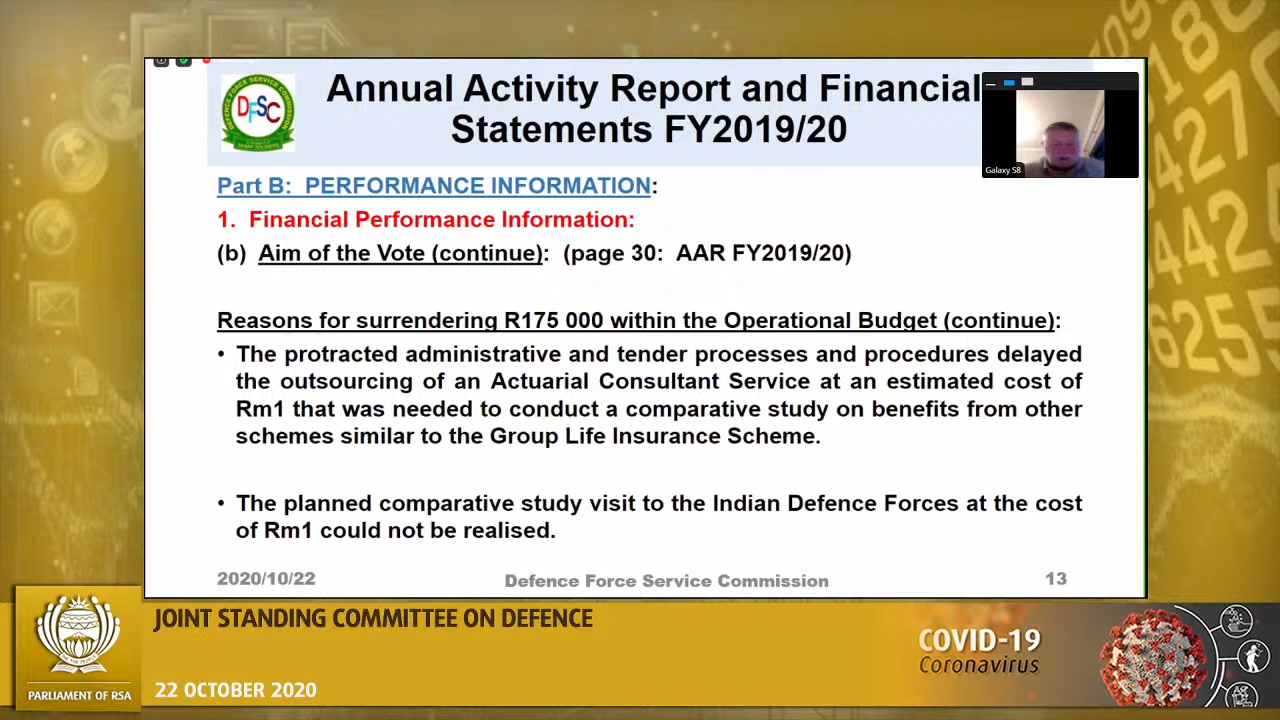 Annual Activity Report and Financial
Statements FY2019/20
DEFENCE FORCE SERVICE COMMISSION
DFSC
Galaxy S8
Part B: PERFORMANCE INFORMATION:
1. Financial Performance Information:
(b) Aim of the Vote (continue): (page 30: AAR FY2019/20)
Reasons for surrendering R175 000 within the Operational Budget (continue):
• The protracted administrative and tender processes and procedures delayed
the outsourcing of an Actuarial Consultant Service at an estimated cost of
Rm1 that was needed to conduct a comparative study on benefits from other
schemes similar to the Group Life Insurance Scheme.
• The planned comparative study visit to the Indian Defence Forces at the cost
of Rm1 could not be realised.
2020/10/22
Defence Force Service Commission
13
JOINT STANDING COMMITTEE ON DEFENCE
22 OCTOBER 2020
PARLIAMENT OF RSA
COVID-19
Coronavirus